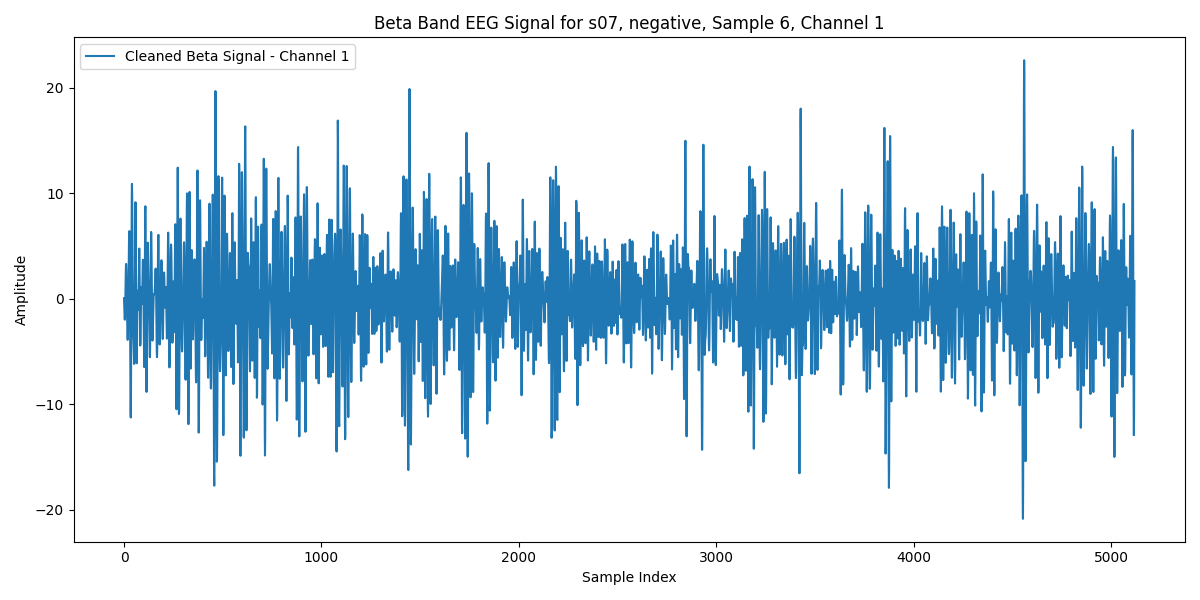 Beta Band EEG Signal for s07, negative, Sample 6, Channel 1
Cleaned Beta Signal - Channel 1
Amplitude
20
10
0
−10
−20
0 1000 2000 3000 4000 5000
Sample Index